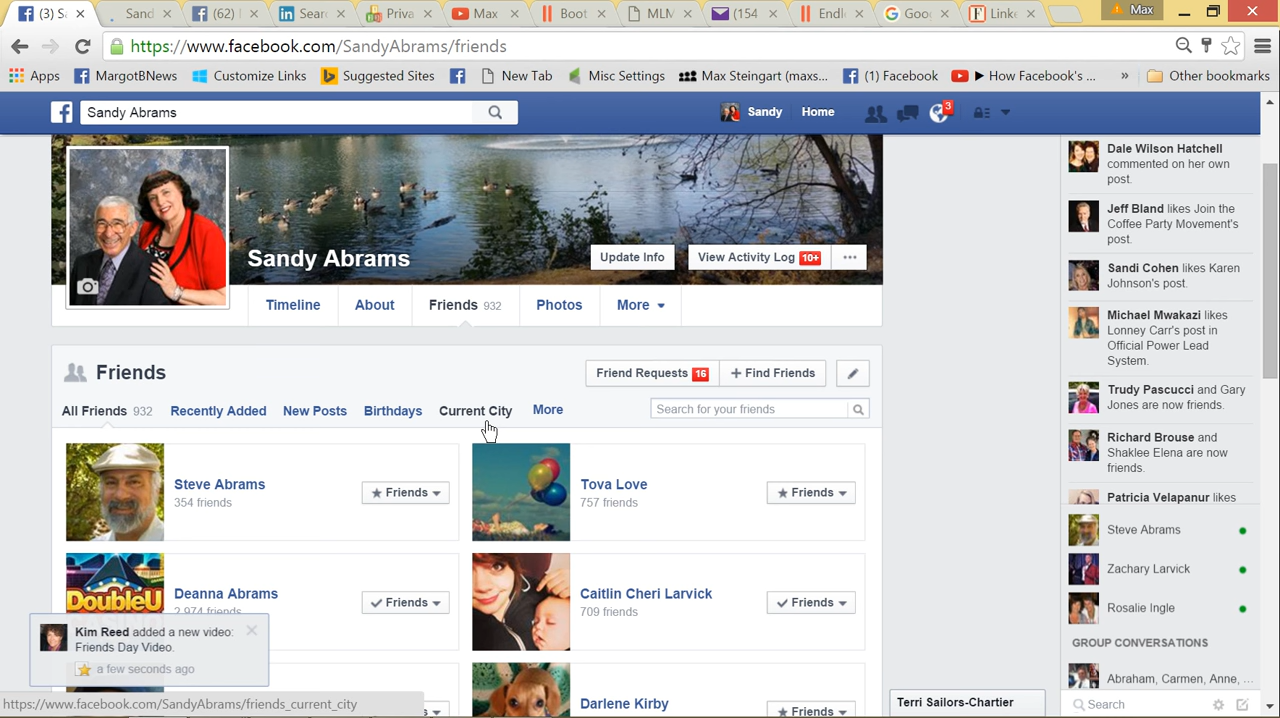 (3) S
Sand
(62)
Sear
Priva
Max
Boot
MLM
(154
Endl
Goo
Linke
Max
https://www.facebook.com/SandyAbrams/friends
Apps
MargotBNews
Customize Links
Suggested Sites
New Tab
Misc Settings
Max Steingart (maxs...
(1) Facebook
► How Facebook's ...
»
Other bookmarks
Sandy Abrams
Sandy
Home
3
Sandy Abrams
Update Info
View Activity Log 10+
...
Timeline
About
Friends 932
Photos
More
Friends
Friend Requests 16
+ Find Friends
All Friends 932
Recently Added
New Posts
Birthdays
Current City
More
Search for your friends
Steve Abrams
354 friends
Friends
Tova Love
757 friends
Friends
DoubleU
Deanna Abrams
2,974 friends
Friends
Caitlin Cheri Larvick
709 friends
Friends
Darlene Kirby
Friends
Kim Reed added a new video:
Friends Day Video.
a few seconds ago
https://www.facebook.com/SandyAbrams/friends_current_city
Dale Wilson Hatchell
commented on her own
post.
Jeff Bland likes Join the
Coffee Party Movement's
post.
Sandi Cohen likes Karen
Johnson's post.
Michael Mwakazi likes
Lonney Carr's post in
Official Power Lead
System.
Trudy Pascucci and Gary
Jones are now friends.
Richard Brouse and
Shaklee Elena are now
friends.
Patricia Velapanur likes
Steve Abrams
Zachary Larvick
Rosalie Ingle
GROUP CONVERSATIONS
Abraham, Carmen, Anne, ...
Search
Terri Sailors-Chartier